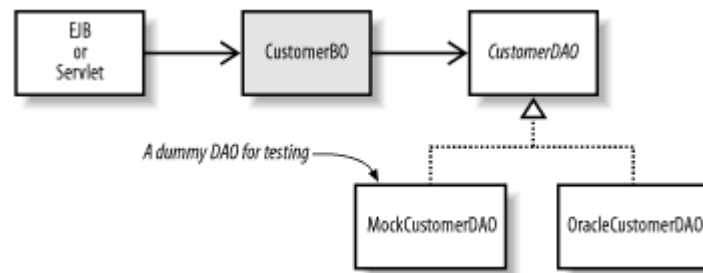 EJB
or
Servlet
CustomerBO
CustomerDAO
A dummy DAO for testing
MockCustomerDAO
OracleCustomerDAO